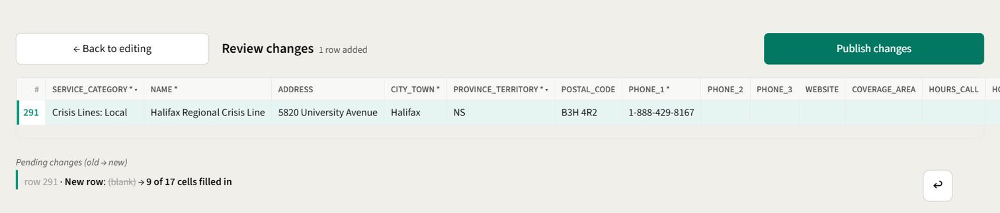 ← Back to editing Review changes 1 row added Publish changes
# SERVICE_CATEGORY * ▾ NAME * ADDRESS CITY_TOWN * PROVINCE_TERRITORY * ▾ POSTAL_CODE PHONE_1 * PHONE_2 PHONE_3 WEBSITE COVERAGE_AREA HOURS_CALL HO
291 Crisis Lines: Local Halifax Regional Crisis Line 5820 University Avenue Halifax NS B3H 4R2 1-888-429-8167
Pending changes (old → new)
row 291 · New row: (blank) → 9 of 17 cells filled in